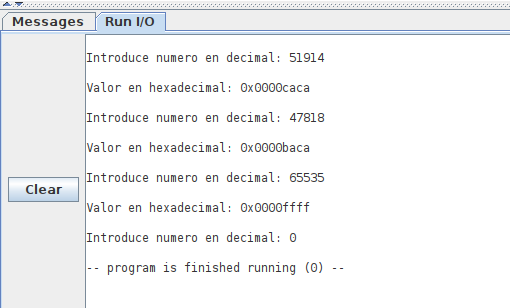 Messages Run I/O
Introduce numero en decimal: 51914
Valor en hexadecimal: 0x0000caca
Introduce numero en decimal: 47818
Valor en hexadecimal: 0x0000baca
Introduce numero en decimal: 65535
Clear
Valor en hexadecimal: 0x0000ffff
Introduce numero en decimal: 0
-- program is finished running (0) --